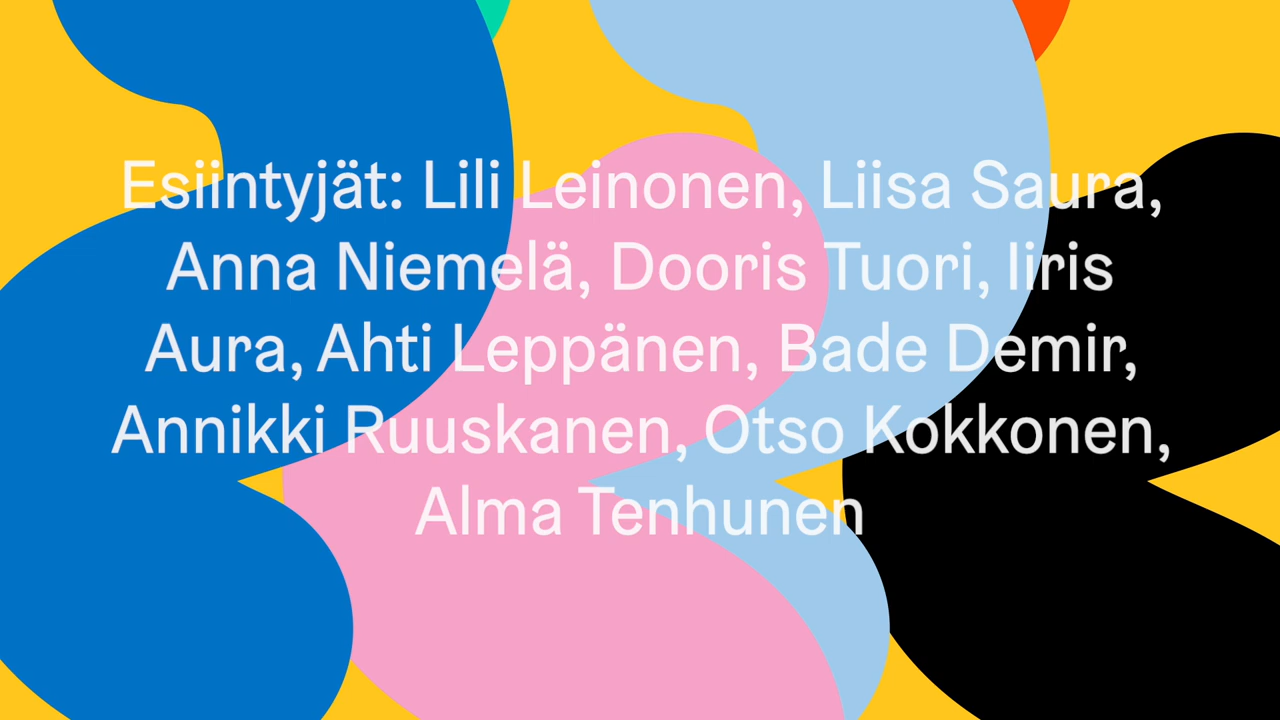 Esiintyjät: Lili Leinonen, Liisa Saura,
Anna Niemelä, Dooris Tuori, Iiris
Aura, Ahti Leppänen, Bade Demir,
Annikki Ruuskanen, Otso Kokkonen,
Alma Tenhunen